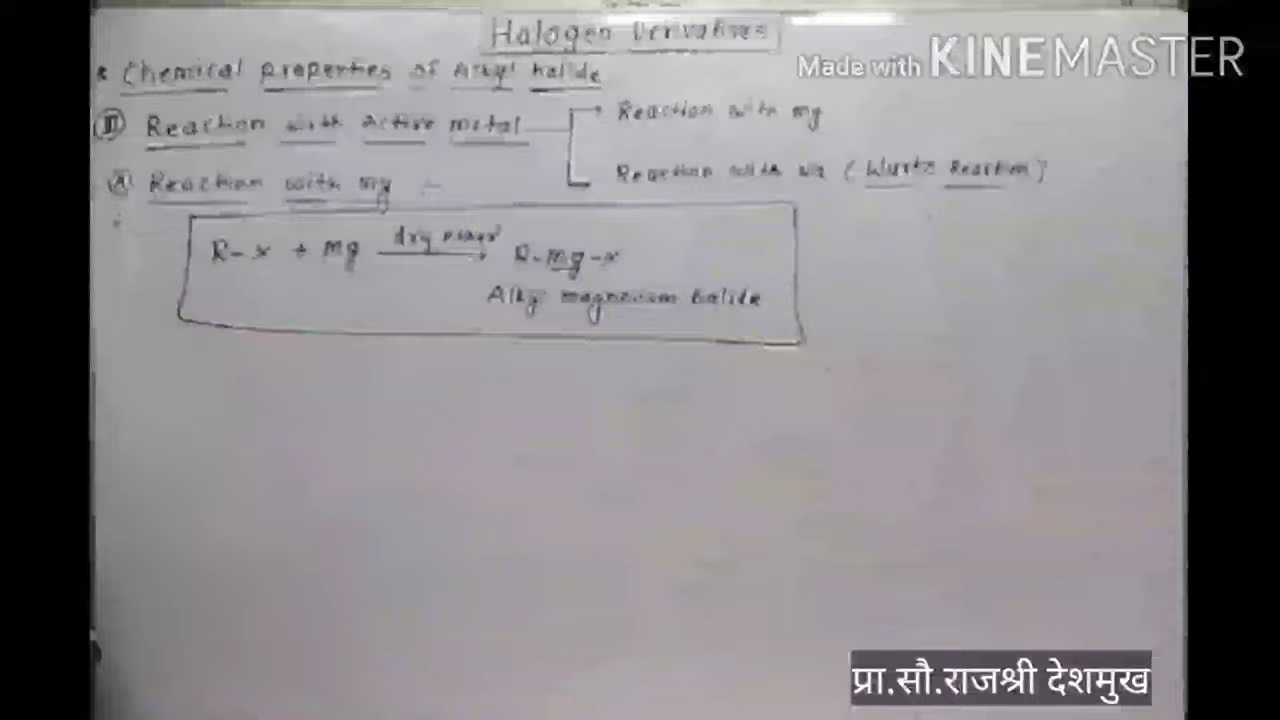 Halogen Derivatives
Made with KINEMASTER
* Chemical properties of Alkyl halide
III Reaction with active metal
Reaction with mg
Reaction with Na (Wurtz Reaction)
A Reaction with mg :-
R-x + Mg dry ether R-mg-x
Alkyl magnesium halide
प्रा.सौ.राजश्री देशमुख